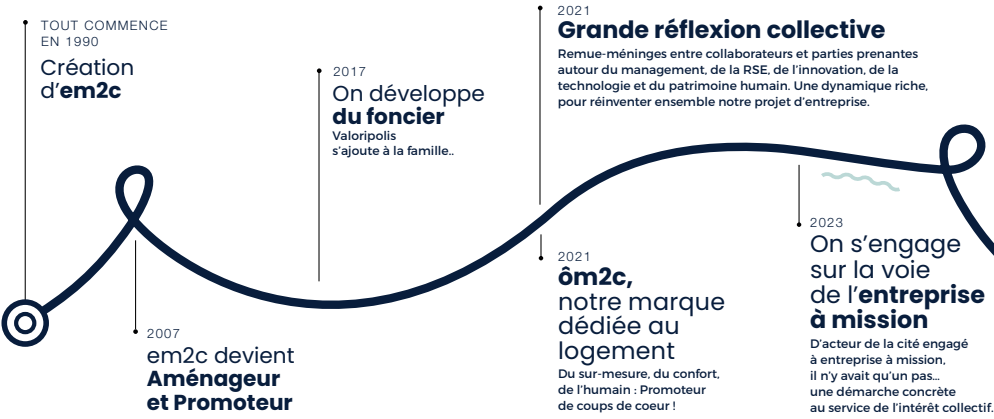 TOUT COMMENCE
EN 1990
Création
d'em2c
2007
em2c devient
Aménageur
et Promoteur
2017
On développe
du foncier
Valoripolis
s'ajoute à la famille..
2021
Grande réflexion collective
Remue-méninges entre collaborateurs et parties prenantes
autour du management, de la RSE, de l'innovation, de la
technologie et du patrimoine humain. Une dynamique riche,
pour réinventer ensemble notre projet d'entreprise.
2021
ôm2c,
notre marque
dédiée au
logement
Du sur-mesure, du confort,
de l'humain : Promoteur
de coups de coeur !
2023
On s'engage
sur la voie
de l'entreprise
à mission
D'acteur de la cité engagé
à entreprise à mission,
il n'y avait qu'un pas...
une démarche concrète
au service de l'intérêt collectif.